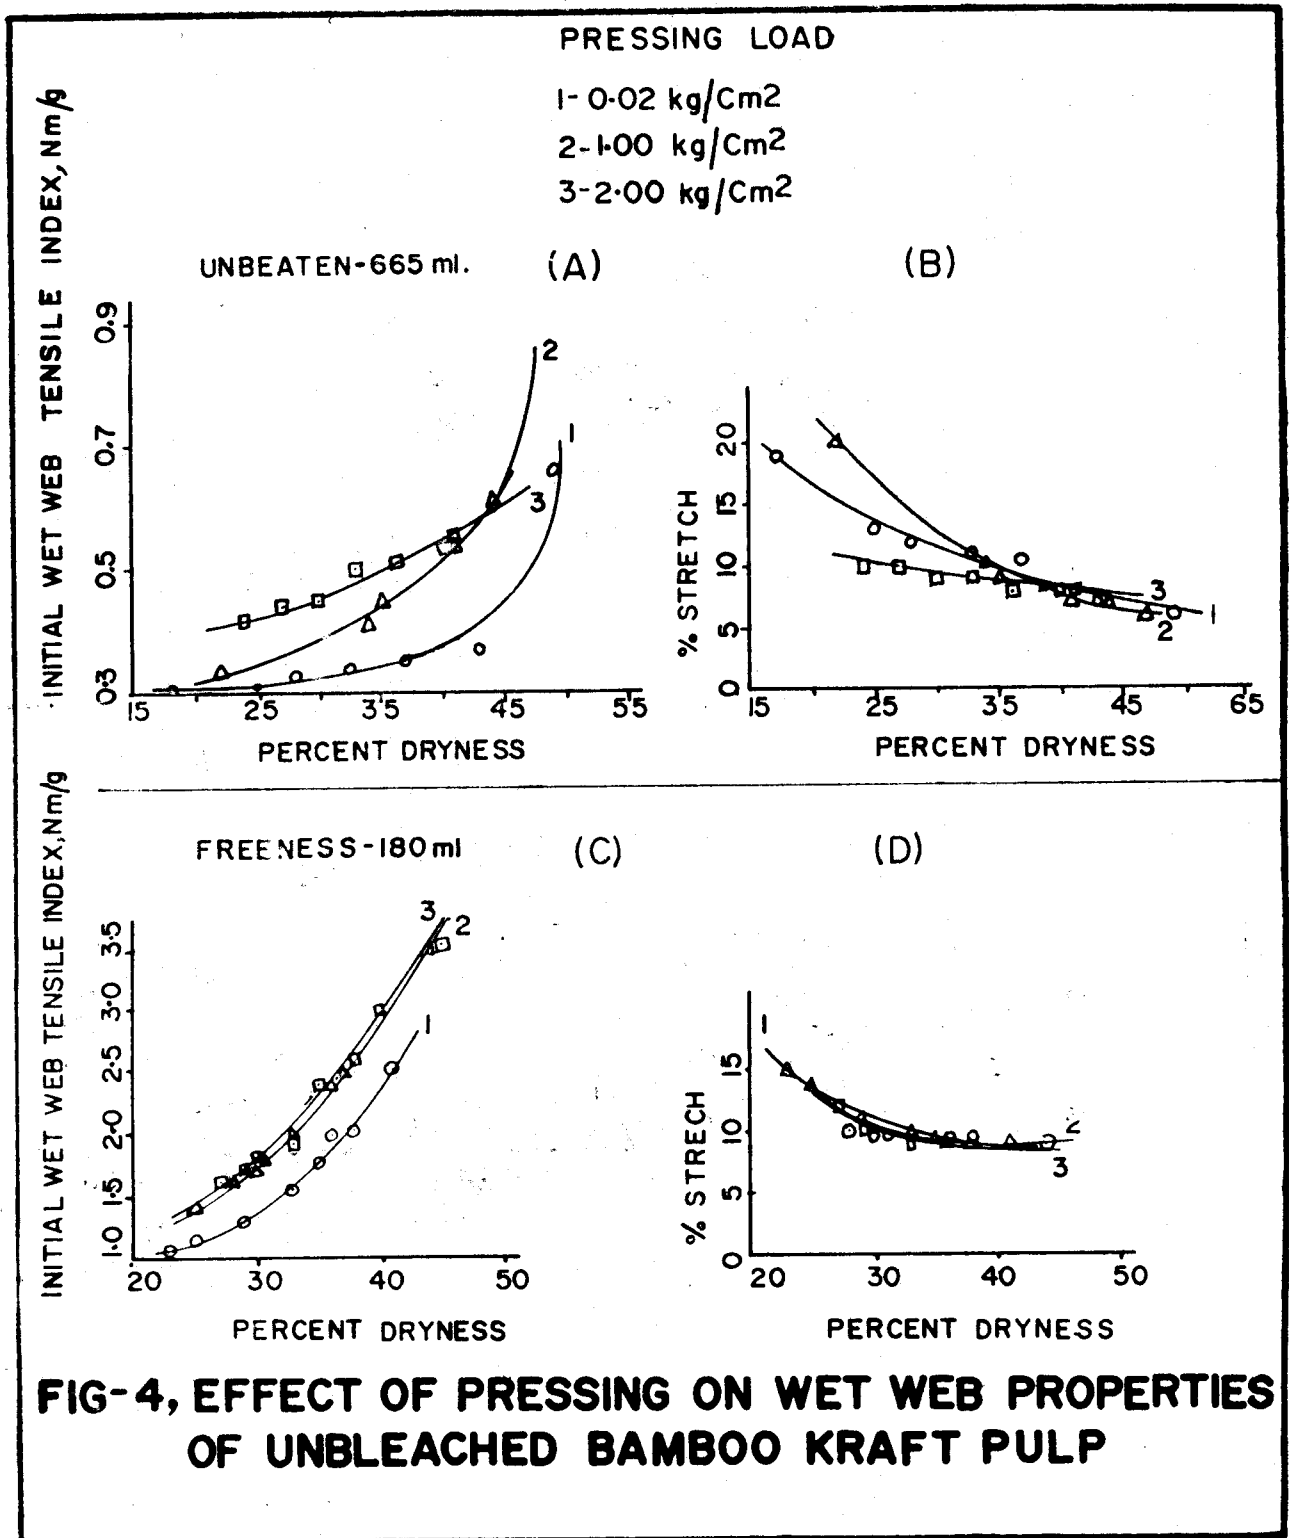 PRESSING LOAD
1-0.02 kg/Cm2
2-1.00 kg/Cm2
3-2.00 kg/Cm2
UNBEATEN-665 ml. (A)
INITIAL WET WEB TENSILE INDEX, Nm/g
0.9
0.7
0.5
0.3
2
1
3
15 25 35 45 55
PERCENT DRYNESS
(B)
% STRETCH
20
15
10
5
0
3
1
2
15 25 35 45 65
PERCENT DRYNESS
FREENESS-180 ml (C)
INITIAL WET WEB TENSILE INDEX, Nm/g
3.5
3.0
2.5
2.0
1.5
1.0
3
2
1
20 30 40 50
PERCENT DRYNESS
(D)
% STRECH
15
10
5
0
1
2
3
20 30 40 50
PERCENT DRYNESS
FIG-4, EFFECT OF PRESSING ON WET WEB PROPERTIES
OF UNBLEACHED BAMBOO KRAFT PULP